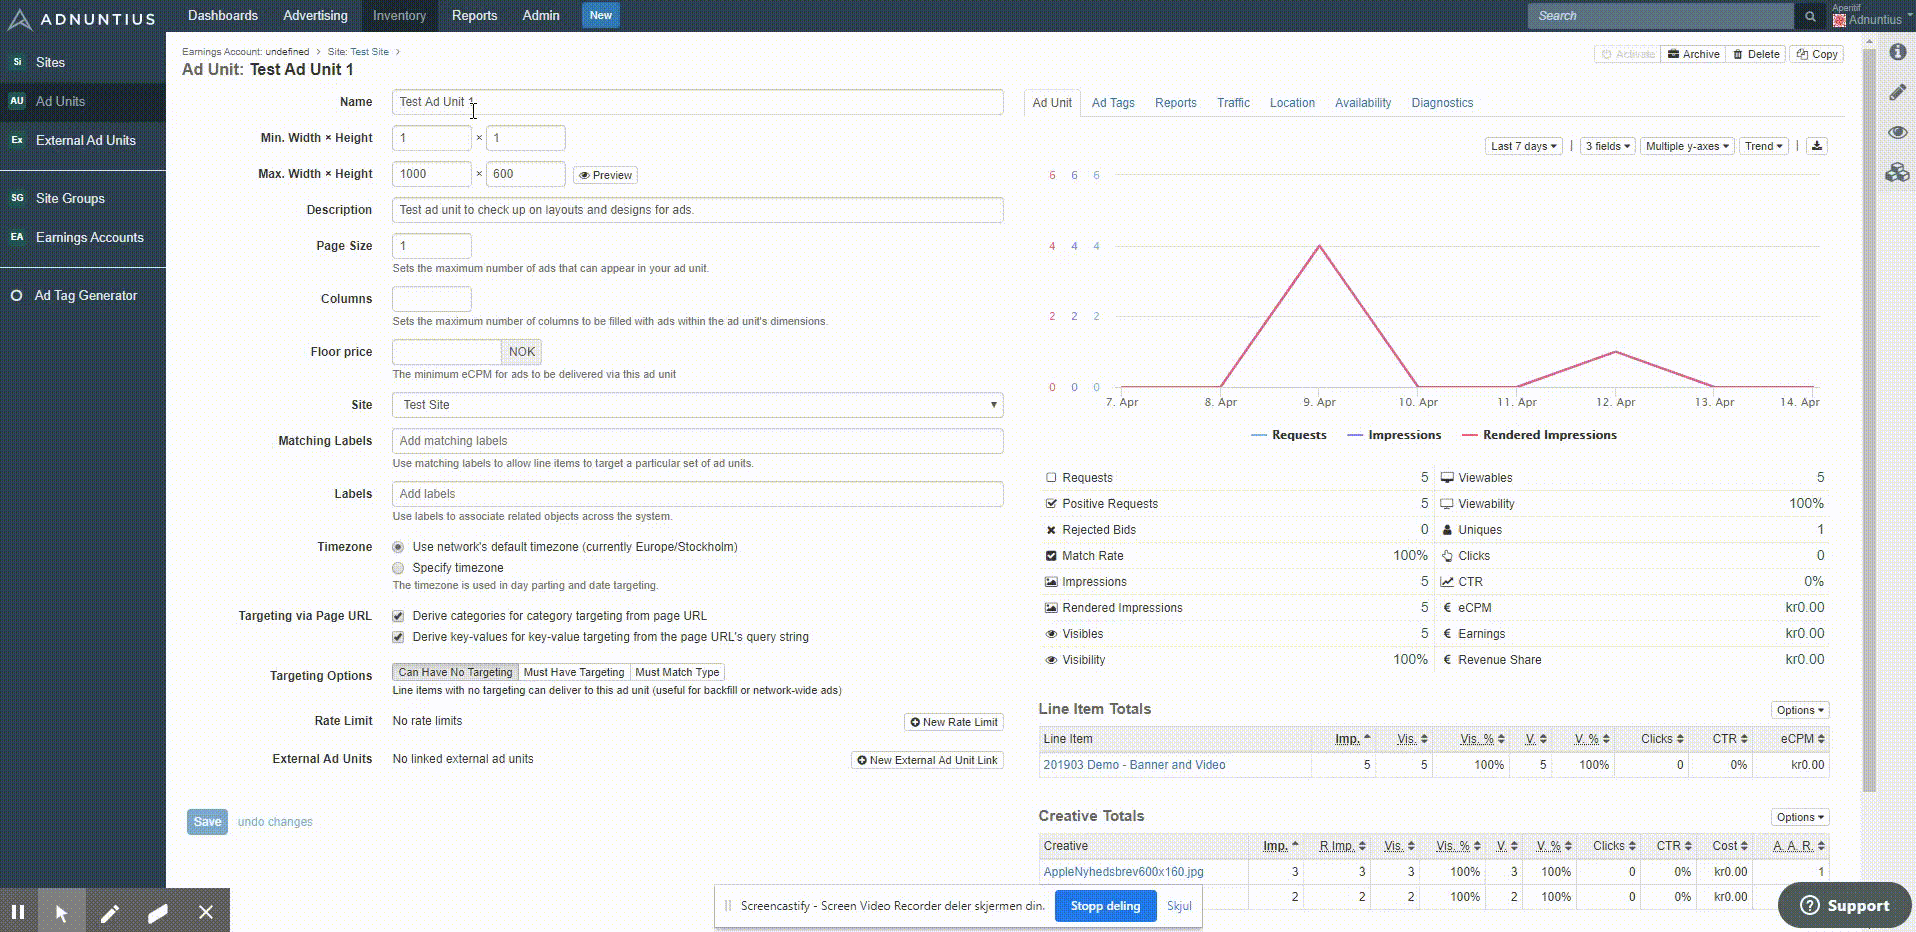 ADNUNTIUS
Dashboards Advertising Inventory Reports Admin New
Search
Aperitif
Adnuntius
Si Sites
AU Ad Units
Ex External Ad Units
SG Site Groups
EA Earnings Accounts
Ad Tag Generator
Earnings Account: undefined > Site: Test Site >
Ad Unit: Test Ad Unit 1
Activate Archive Delete Copy
Name Test Ad Unit 1
Min. Width × Height 1 × 1
Max. Width × Height 1000 × 600 Preview
Description Test ad unit to check up on layouts and designs for ads.
Page Size 1
Sets the maximum number of ads that can appear in your ad unit.
Columns
Sets the maximum number of columns to be filled with ads within the ad unit's dimensions.
Floor price NOK
The minimum eCPM for ads to be delivered via this ad unit
Site Test Site
Matching Labels Add matching labels
Use matching labels to allow line items to target a particular set of ad units.
Labels Add labels
Use labels to associate related objects across the system.
Timezone Use network's default timezone (currently Europe/Stockholm)
Specify timezone
The timezone is used in day parting and date targeting.
Targeting via Page URL Derive categories for category targeting from page URL
Derive key-values for key-value targeting from the page URL's query string
Targeting Options Can Have No Targeting Must Have Targeting Must Match Type
Line items with no targeting can deliver to this ad unit (useful for backfill or network-wide ads)
Rate Limit No rate limits New Rate Limit
External Ad Units No linked external ad units New External Ad Unit Link
Save undo changes
Ad Unit Ad Tags Reports Traffic Location Availability Diagnostics
Last 7 days | 3 fields Multiple y-axes Trend |
6 6 6
4 4 4
2 2 2
0 0 0
7. Apr 8. Apr 9. Apr 10. Apr 11. Apr 12. Apr 13. Apr 14. Apr
Requests Impressions Rendered Impressions
Requests 5 Viewables 5
Positive Requests 5 Viewability 100%
Rejected Bids 0 Uniques 1
Match Rate 100% Clicks 0
Impressions 5 CTR 0%
Rendered Impressions 5 € eCPM kr0.00
Visibles 5 € Earnings kr0.00
Visibility 100% € Revenue Share kr0.00
Line Item Totals Options
Line Item Imp. Vis. Vis. % V. V. % Clicks CTR eCPM
201903 Demo - Banner and Video 5 5 100% 5 100% 0 0% kr0.00
Creative Totals Options
Creative Imp. R Imp. Vis. Vis. % V. V. % Clicks CTR Cost A. A. R.
AppleNyhedsbrev600x160.jpg 3 3 3 100% 3 100% 0 0% kr0.00 1
2 2 2 100% 2 100% 0 0% kr0.00
Screencastify - Screen Video Recorder deler skjermen din. Stopp deling Skjul
? Support